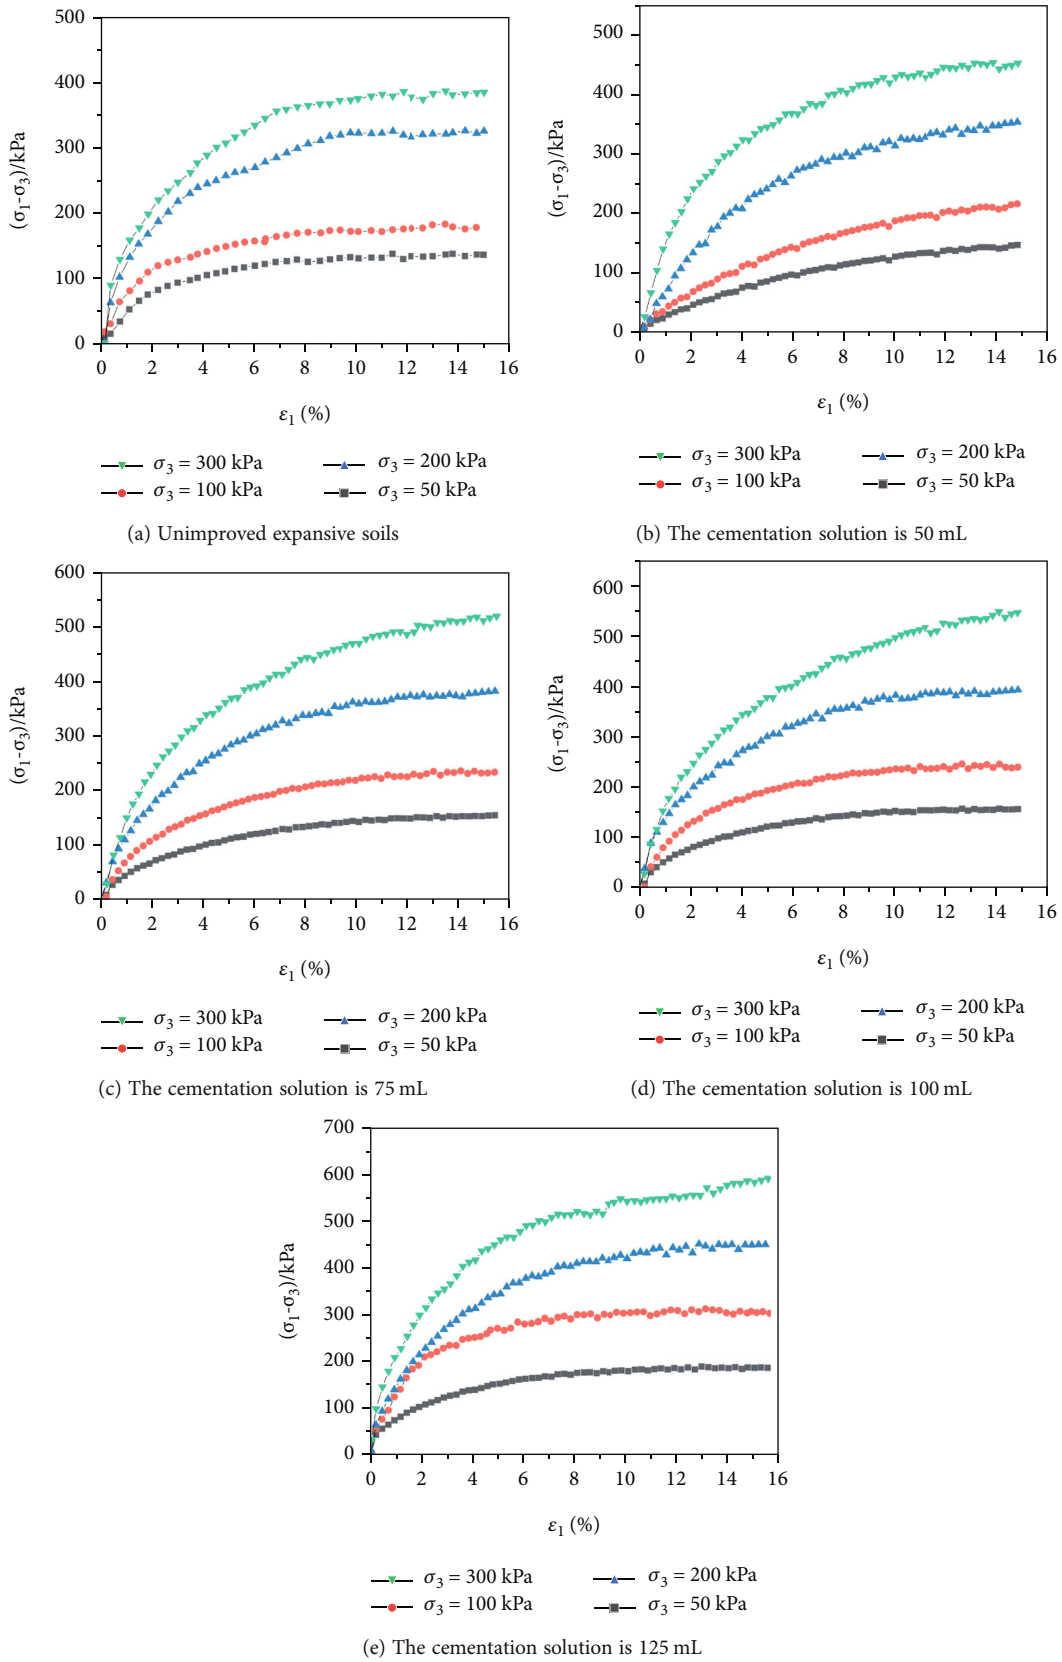 500
400
300
200
100
0
(σ₁-σ₃)/kPa
0 2 4 6 8 10 12 14 16
ε₁ (%)
σ₃ = 300 kPa σ₃ = 200 kPa
σ₃ = 100 kPa σ₃ = 50 kPa
(a) Unimproved expansive soils
500
400
300
200
100
0
(σ₁-σ₃)/kPa
0 2 4 6 8 10 12 14 16
ε₁ (%)
σ₃ = 300 kPa σ₃ = 200 kPa
σ₃ = 100 kPa σ₃ = 50 kPa
(b) The cementation solution is 50 mL
600
500
400
300
200
100
0
(σ₁-σ₃)/kPa
0 2 4 6 8 10 12 14 16
ε₁ (%)
σ₃ = 300 kPa σ₃ = 200 kPa
σ₃ = 100 kPa σ₃ = 50 kPa
(c) The cementation solution is 75 mL
600
500
400
300
200
100
0
(σ₁-σ₃)/kPa
0 2 4 6 8 10 12 14 16
ε₁ (%)
σ₃ = 300 kPa σ₃ = 200 kPa
σ₃ = 100 kPa σ₃ = 50 kPa
(d) The cementation solution is 100 mL
700
600
500
400
300
200
100
0
(σ₁-σ₃)/kPa
0 2 4 6 8 10 12 14 16
ε₁ (%)
σ₃ = 300 kPa σ₃ = 200 kPa
σ₃ = 100 kPa σ₃ = 50 kPa
(e) The cementation solution is 125 mL